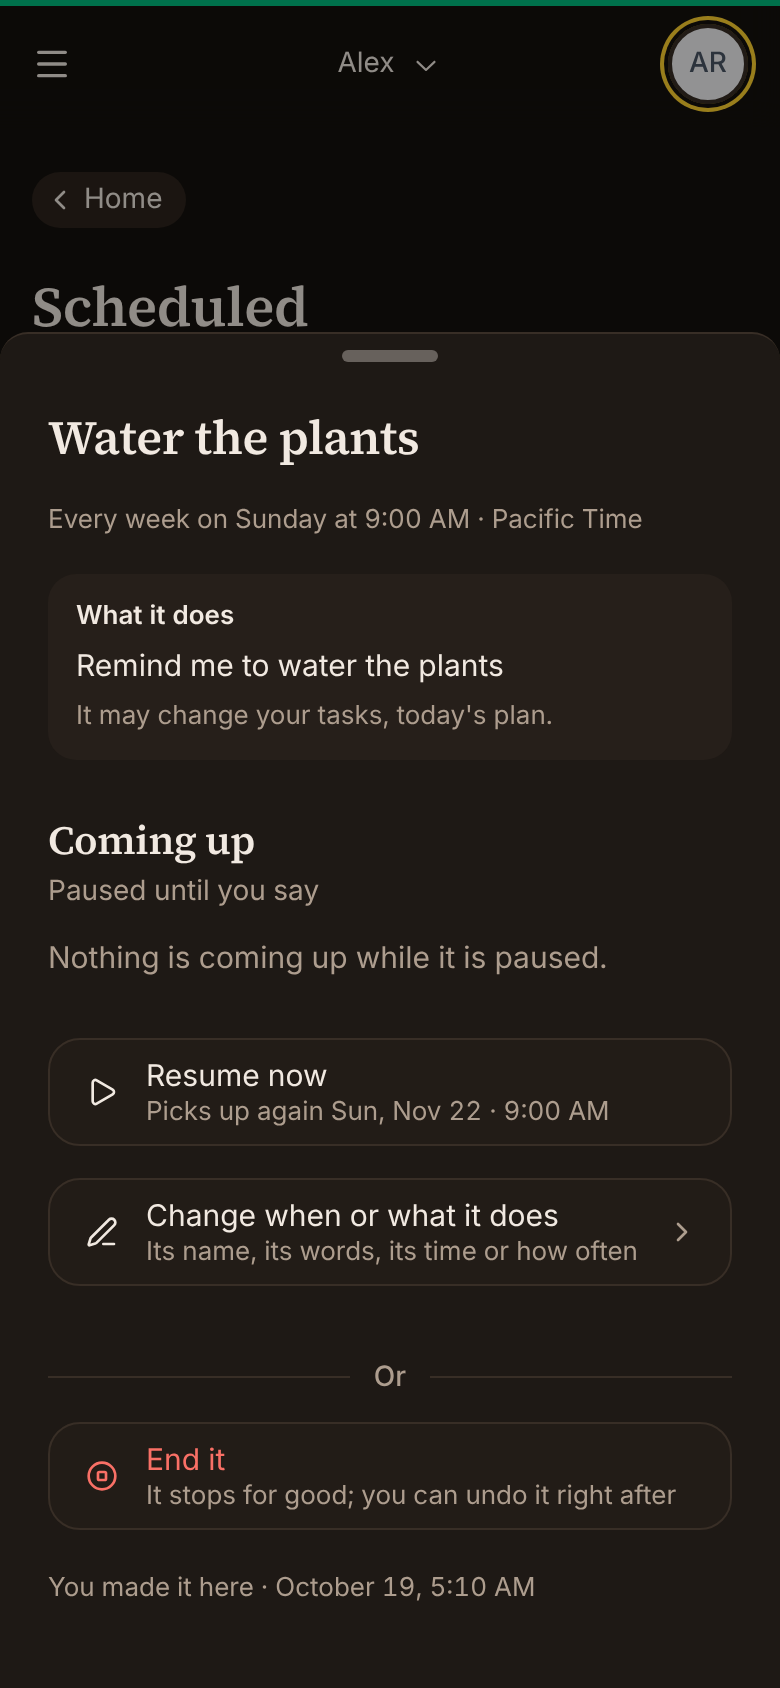 Alex
AR
Home
Scheduled
Water the plants
Every week on Sunday at 9:00 AM · Pacific Time
What it does
Remind me to water the plants
It may change your tasks, today's plan.
Coming up
Paused until you say
Nothing is coming up while it is paused.
Resume now
Picks up again Sun, Nov 22 · 9:00 AM
Change when or what it does
Its name, its words, its time or how often
Or
End it
It stops for good; you can undo it right after
You made it here · October 19, 5:10 AM